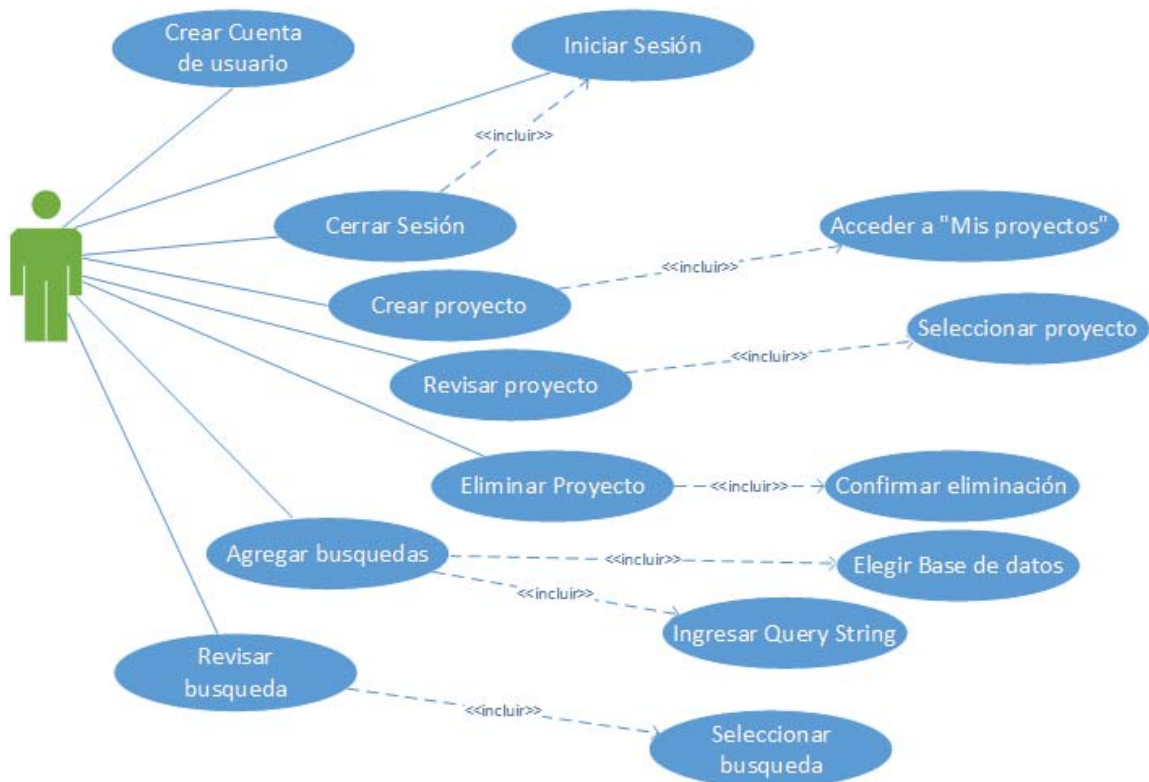 Crear Cuenta
de usuario
Iniciar Sesión
<<incluir>>
Cerrar Sesión
Acceder a "Mis proyectos"
<<incluir>>
Crear proyecto
Seleccionar proyecto
<<incluir>>
Revisar proyecto
Eliminar Proyecto
<<incluir>>
Confirmar eliminación
Agregar busquedas
<<incluir>>
Elegir Base de datos
<<incluir>>
Ingresar Query String
Revisar
busqueda
<<incluir>>
Seleccionar
busqueda